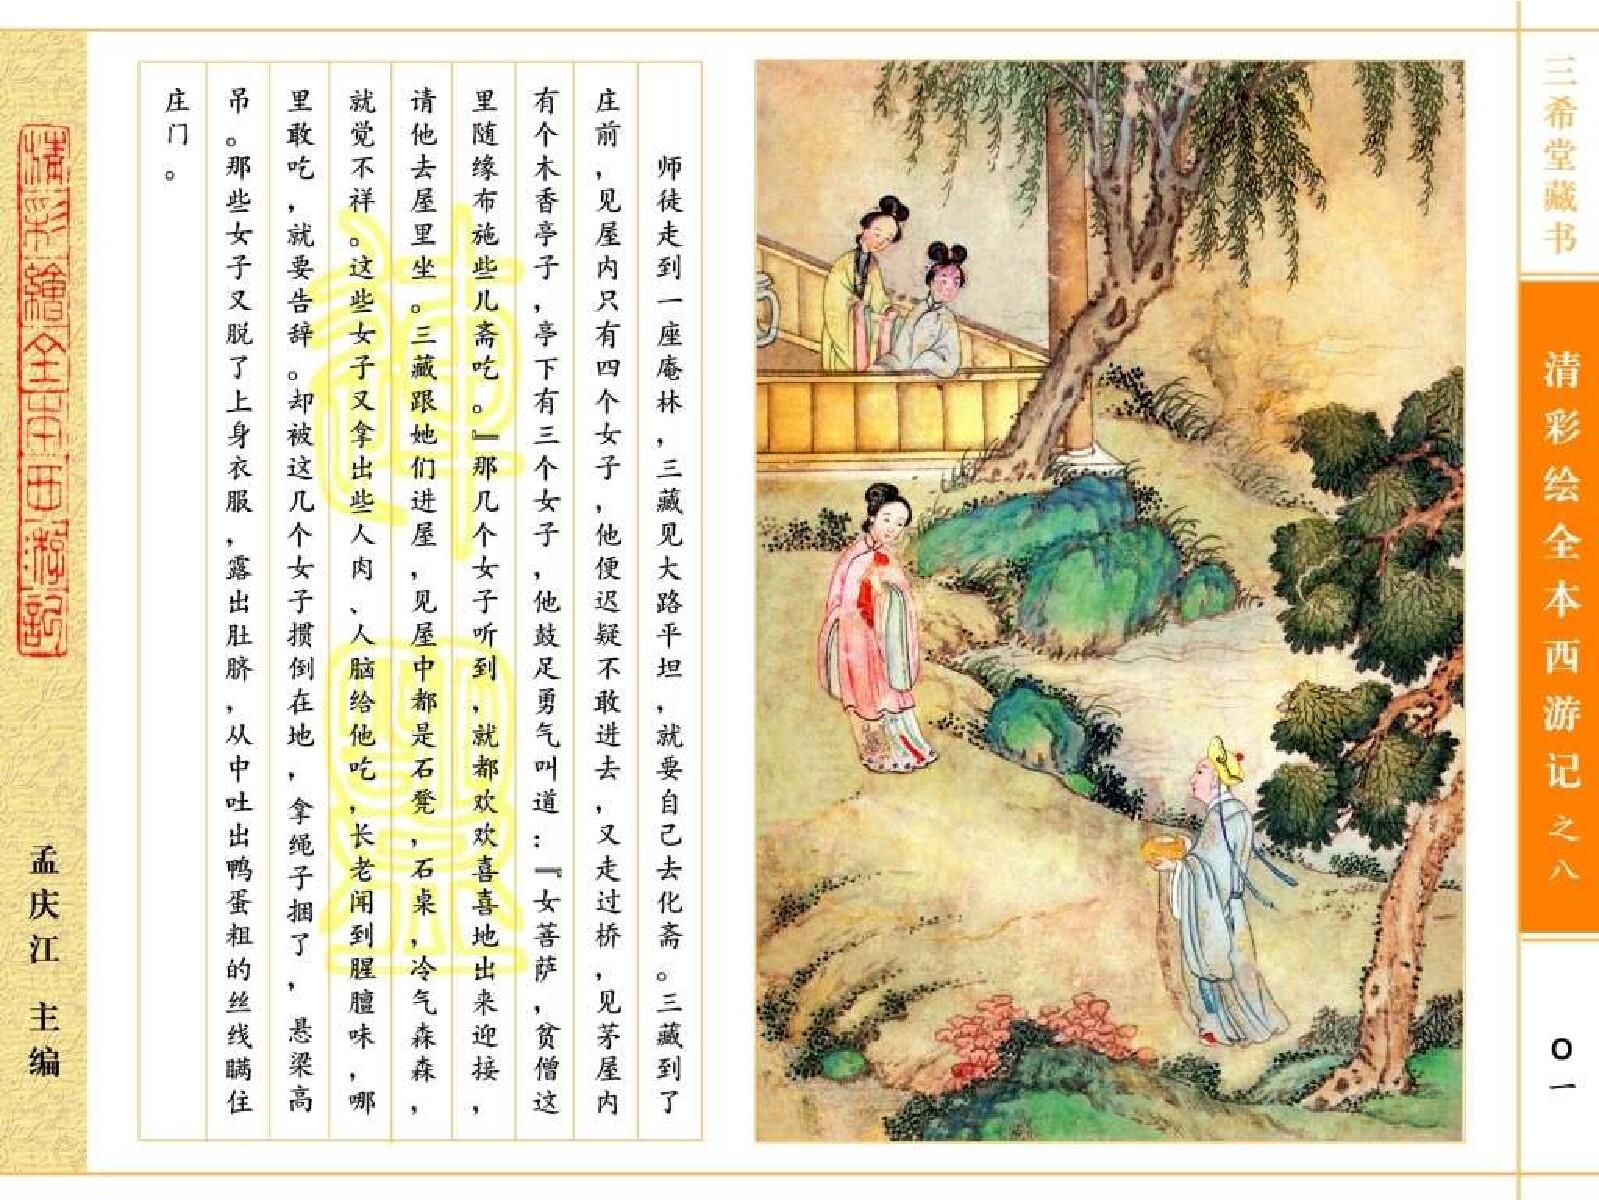 三希堂藏书
清彩绘全本西游记之八
〇一
师徒走到一座庵林，三藏见大路平坦，就要自己去化斋。三藏到了
庄前，见屋内只有四个女子，他便迟疑不敢进去，又走过桥，见茅屋内
有个木香亭子，亭下有三个女子，他鼓足勇气叫道：『女菩萨，贫僧这
里随缘布施些儿斋吃。』那几个女子听到，就都欢欢喜喜地出来迎接，
请他去屋里坐。三藏跟她们进屋，见屋中都是石凳，石桌，冷气森森，
就觉不祥。这些女子又拿出些人肉、人脑给他吃，长老闻到腥膻味，哪
里敢吃，就要告辞。却被这几个女子掼倒在地，拿绳子捆了，悬梁高
吊。那些女子又脱了上身衣服，露出肚脐，从中吐出鸭蛋粗的丝线瞒住
庄门。
清彩繪全本西游記
孟庆江 主编